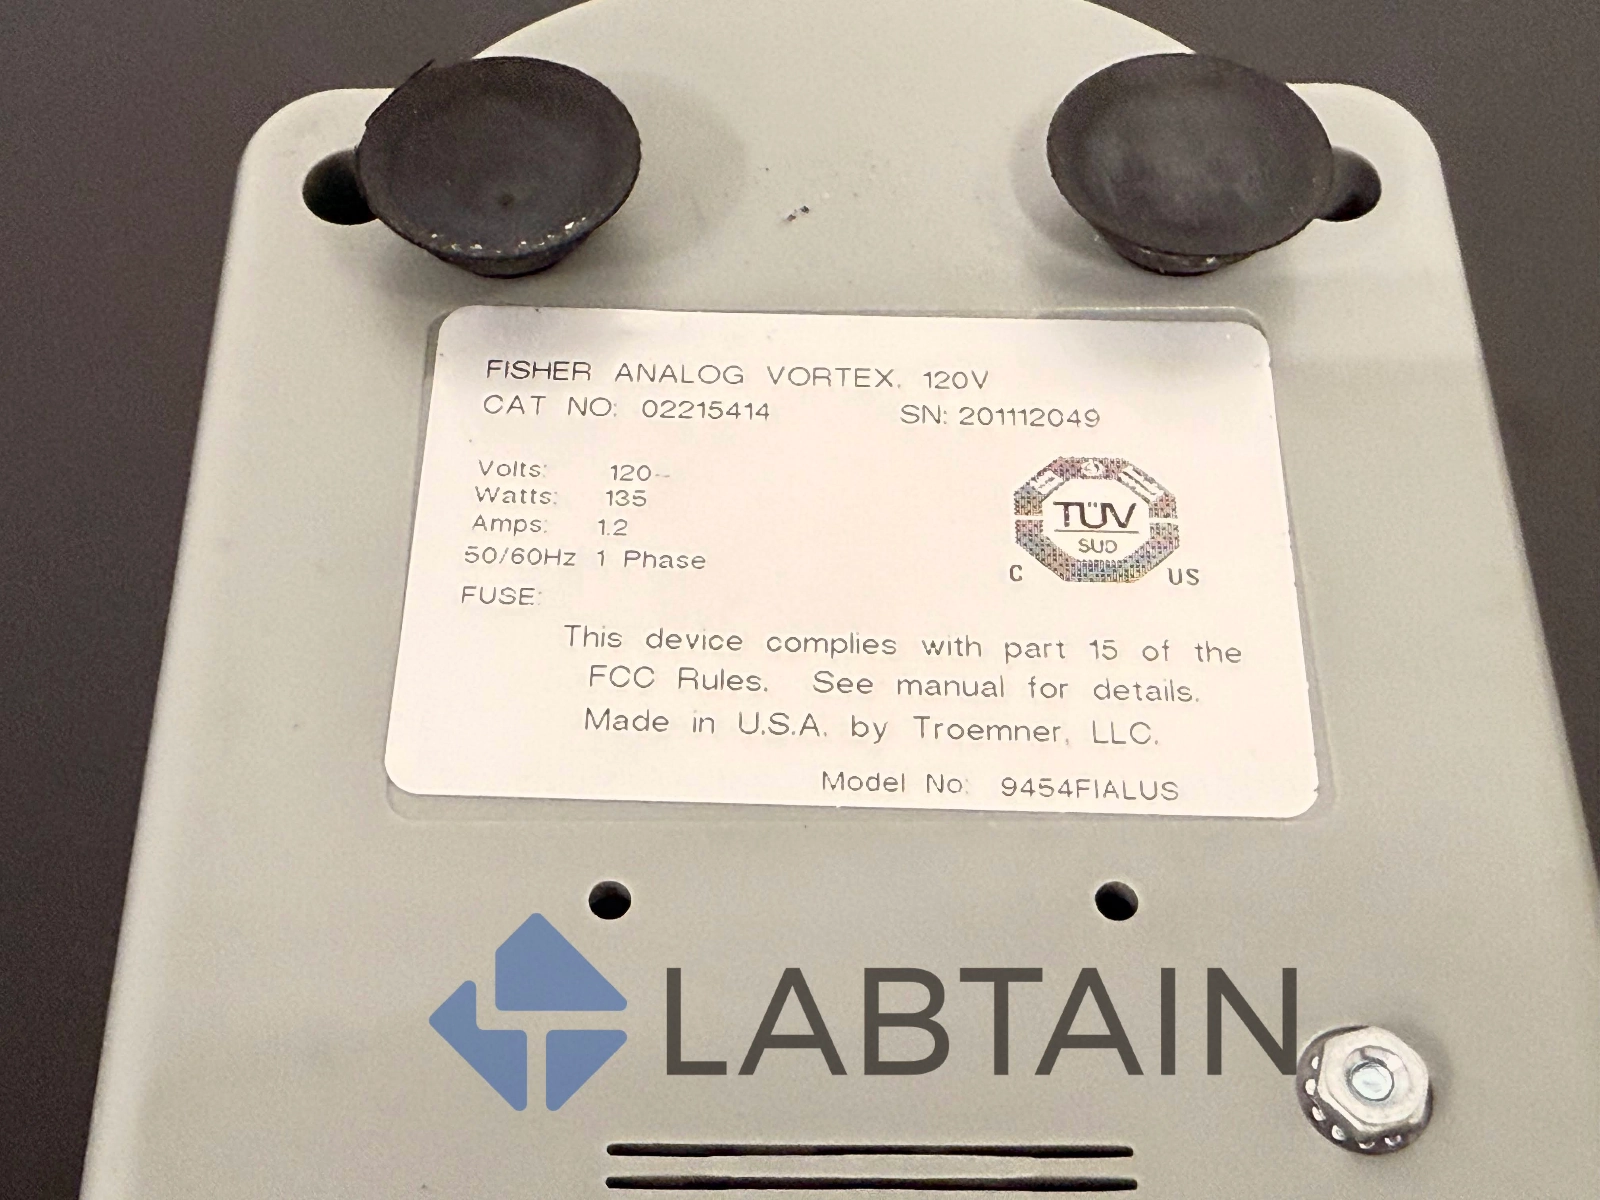 FISHER ANALOG VORTEX, 120V
CAT NO: 02215414 SN: 201112049
Volts: 120~
Watts: 135
Amps: 1.2
50/60Hz 1 Phase
FUSE:
TÜV
SUD
C US
This device complies with part 15 of the
FCC Rules. See manual for details.
Made in U.S.A. by Troemner, LLC.
Model No: 9454FIALUS
LABTAIN